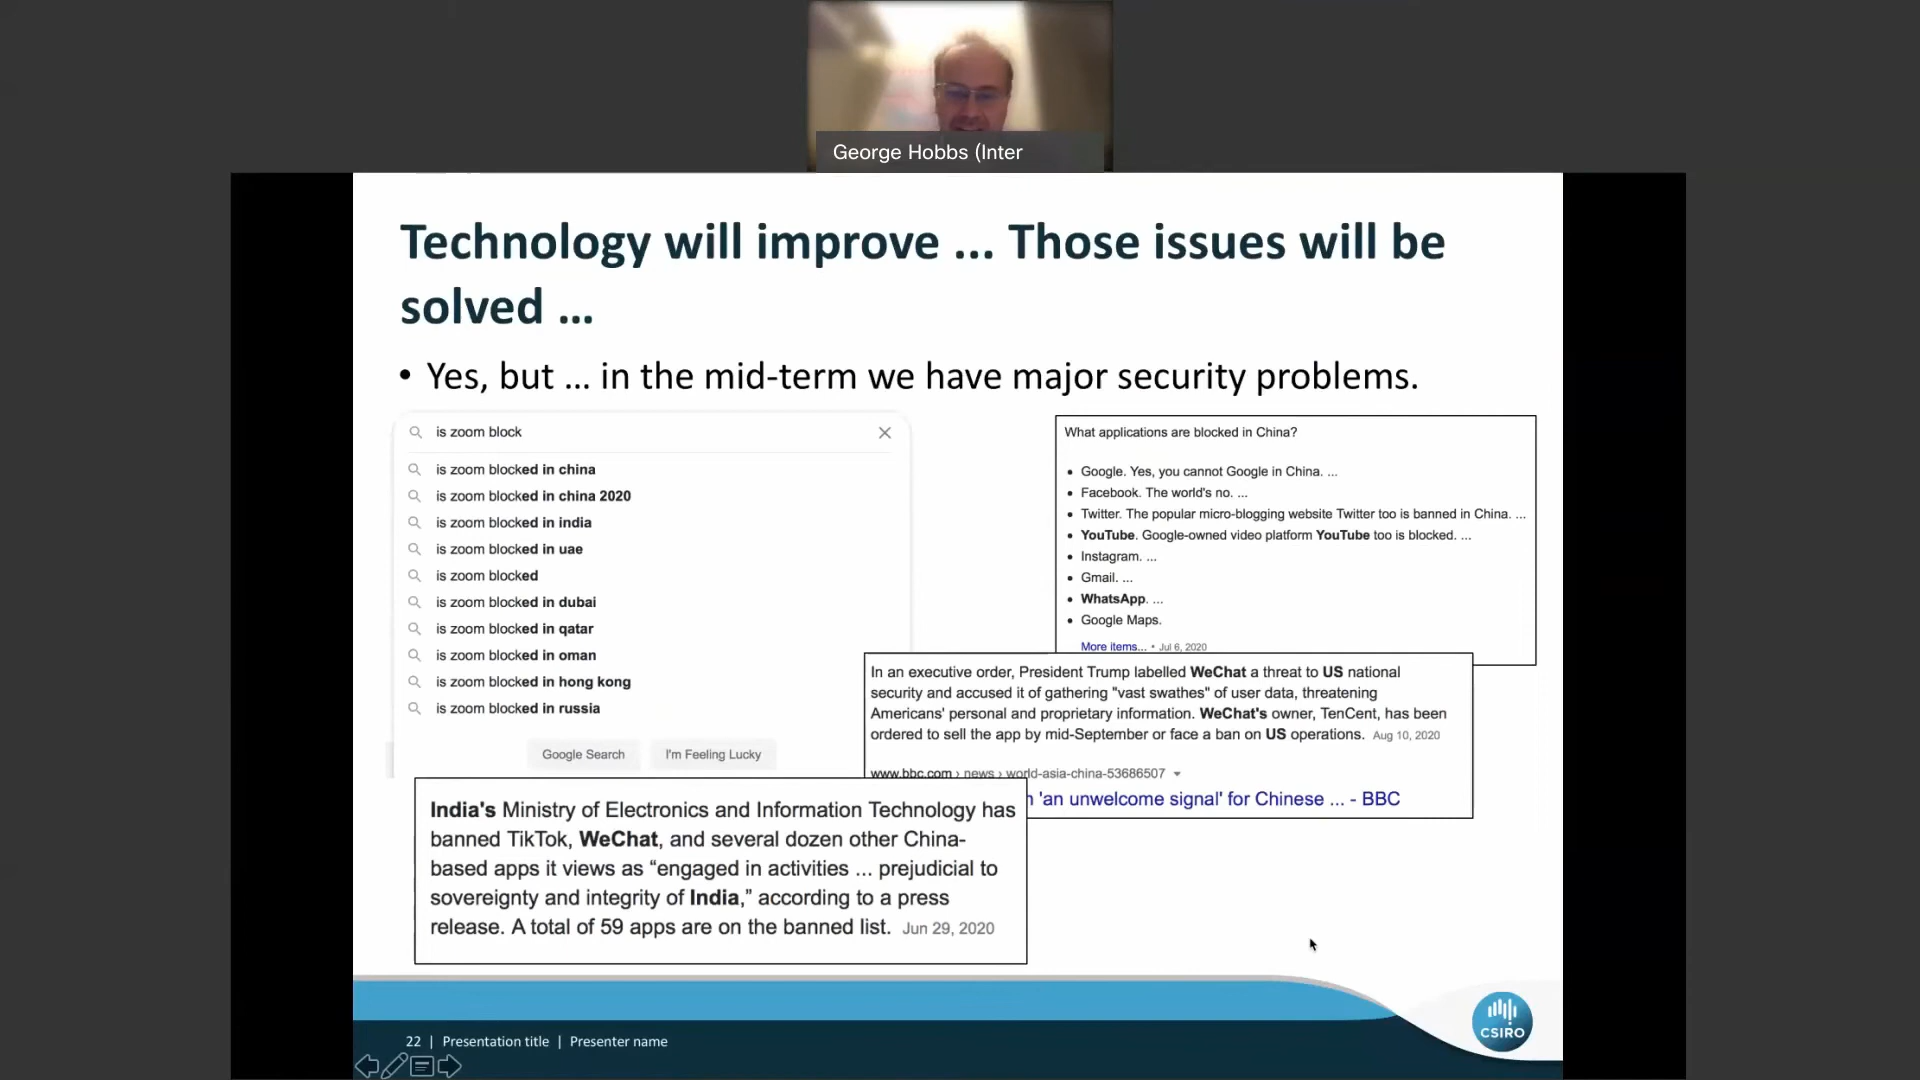 George Hobbs (Inter
Technology will improve ... Those issues will be
solved ...
• Yes, but ... in the mid-term we have major security problems.
is zoom block
is zoom blocked in china
is zoom blocked in china 2020
is zoom blocked in india
is zoom blocked in uae
is zoom blocked
is zoom blocked in dubai
is zoom blocked in qatar
is zoom blocked in oman
is zoom blocked in hong kong
is zoom blocked in russia
Google Search I'm Feeling Lucky
What applications are blocked in China?
• Google. Yes, you cannot Google in China. ...
• Facebook. The world's no. ...
• Twitter. The popular micro-blogging website Twitter too is banned in China. ...
• YouTube. Google-owned video platform YouTube too is blocked. ...
• Instagram. ...
• Gmail. ...
• WhatsApp. ...
• Google Maps.
More items... • Jul 6, 2020
In an executive order, President Trump labelled WeChat a threat to US national
security and accused it of gathering "vast swathes" of user data, threatening
Americans' personal and proprietary information. WeChat's owner, TenCent, has been
ordered to sell the app by mid-September or face a ban on US operations. Aug 10, 2020
www.bbc.com › news › world-asia-china-53686507
'an unwelcome signal' for Chinese ... - BBC
India's Ministry of Electronics and Information Technology has
banned TikTok, WeChat, and several dozen other China-
based apps it views as “engaged in activities ... prejudicial to
sovereignty and integrity of India,” according to a press
release. A total of 59 apps are on the banned list. Jun 29, 2020
22 | Presentation title | Presenter name
CSIRO